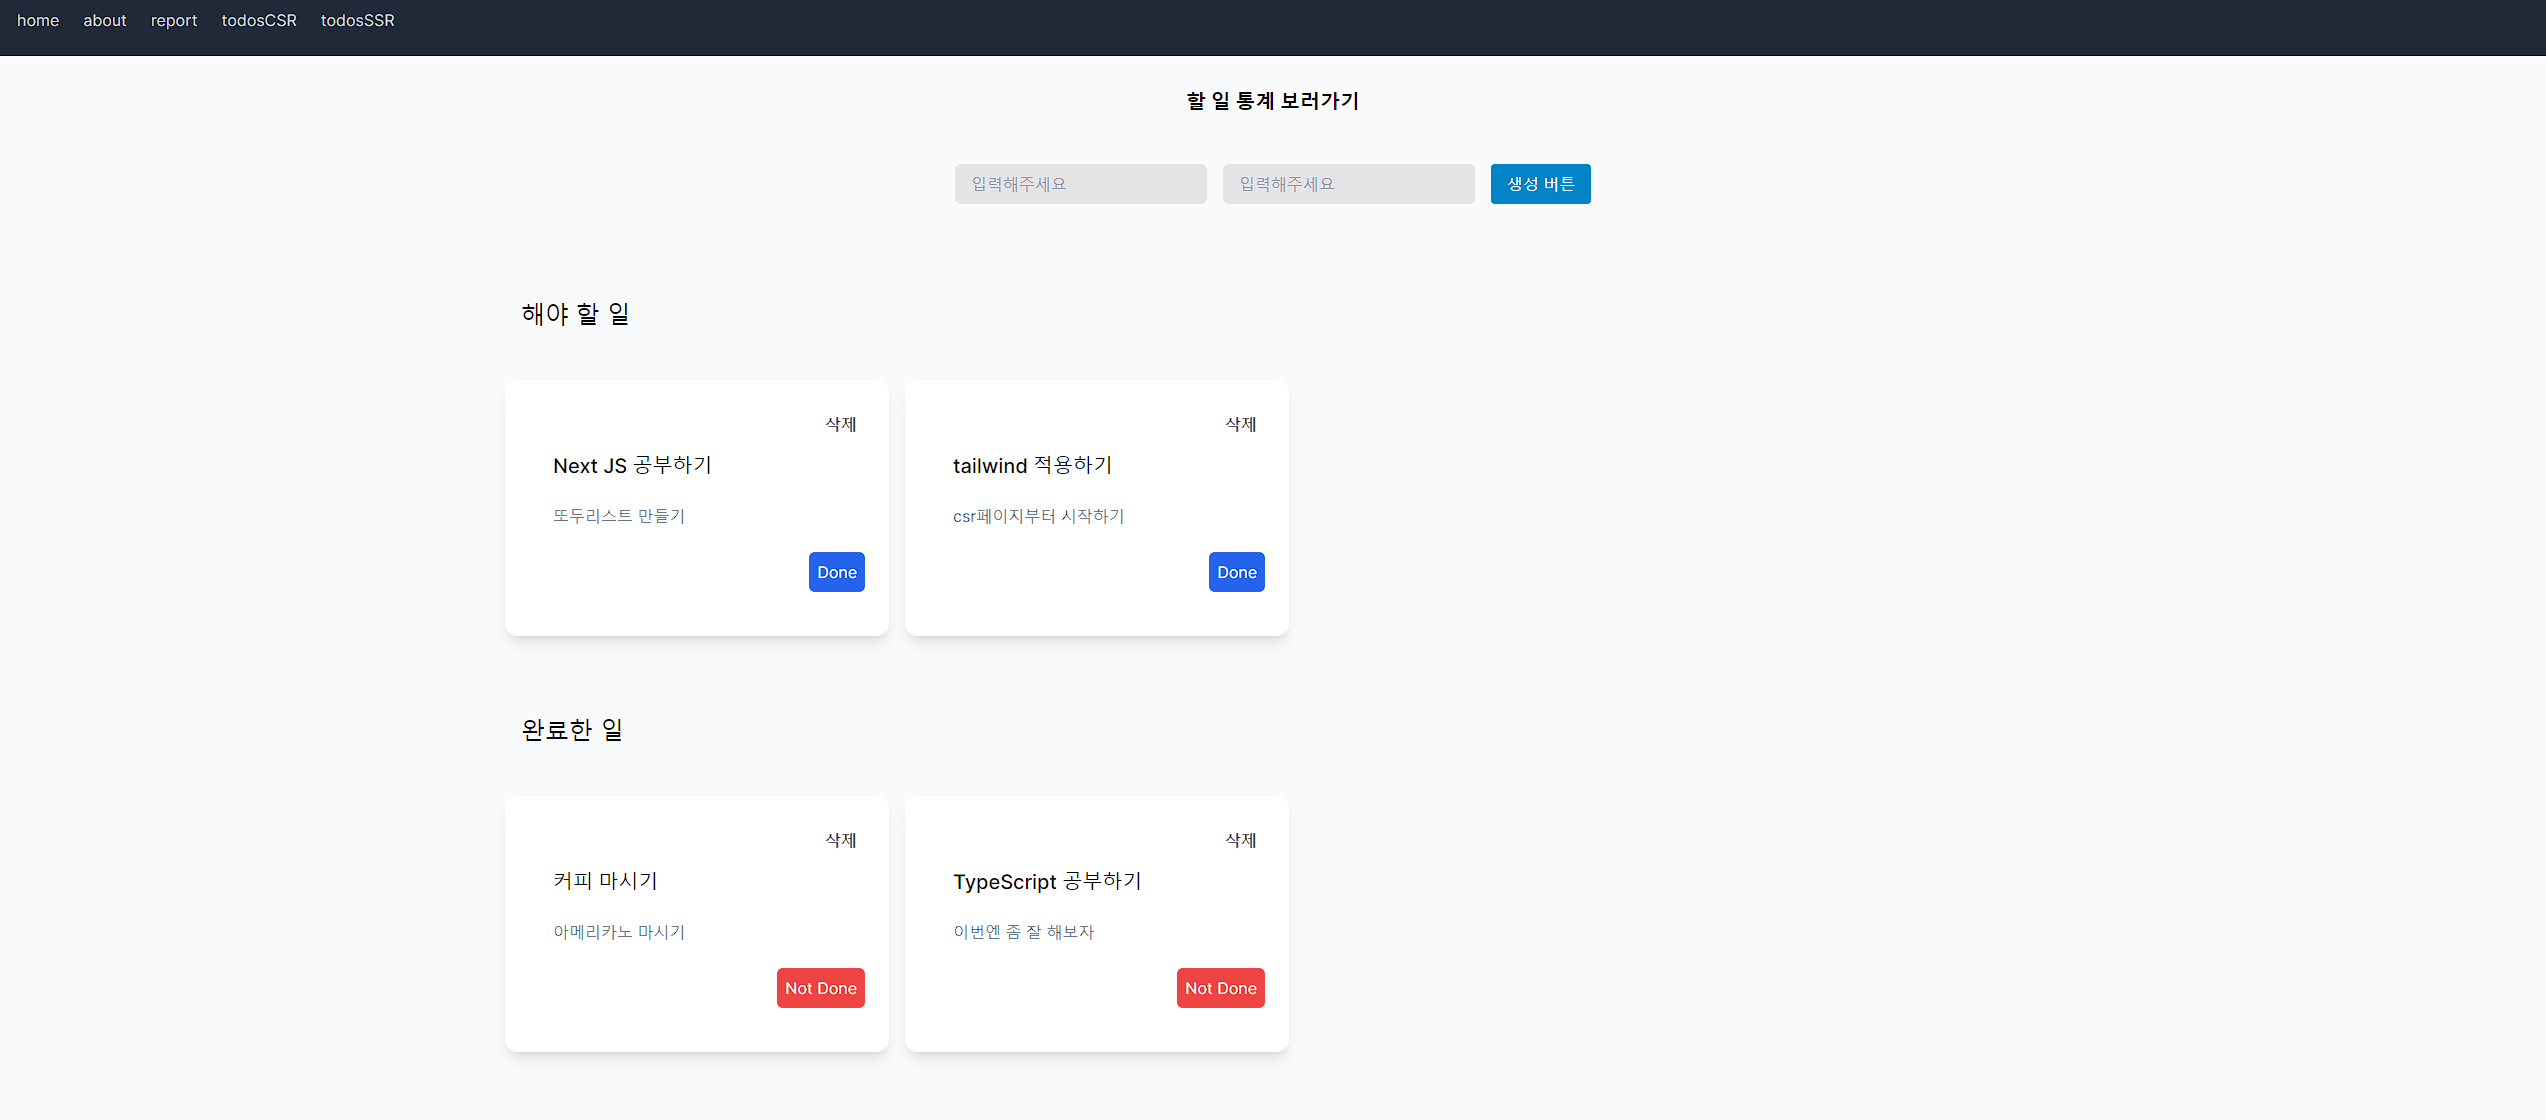 home about report todosCSR todosSSR
할 일 통계 보러가기
입력해주세요 입력해주세요 생성 버튼
해야 할 일
삭제
Next JS 공부하기
또두리스트 만들기
Done
삭제
tailwind 적용하기
csr페이지부터 시작하기
Done
완료한 일
삭제
커피 마시기
아메리카노 마시기
Not Done
삭제
TypeScript 공부하기
이번엔 좀 잘 해보자
Not Done